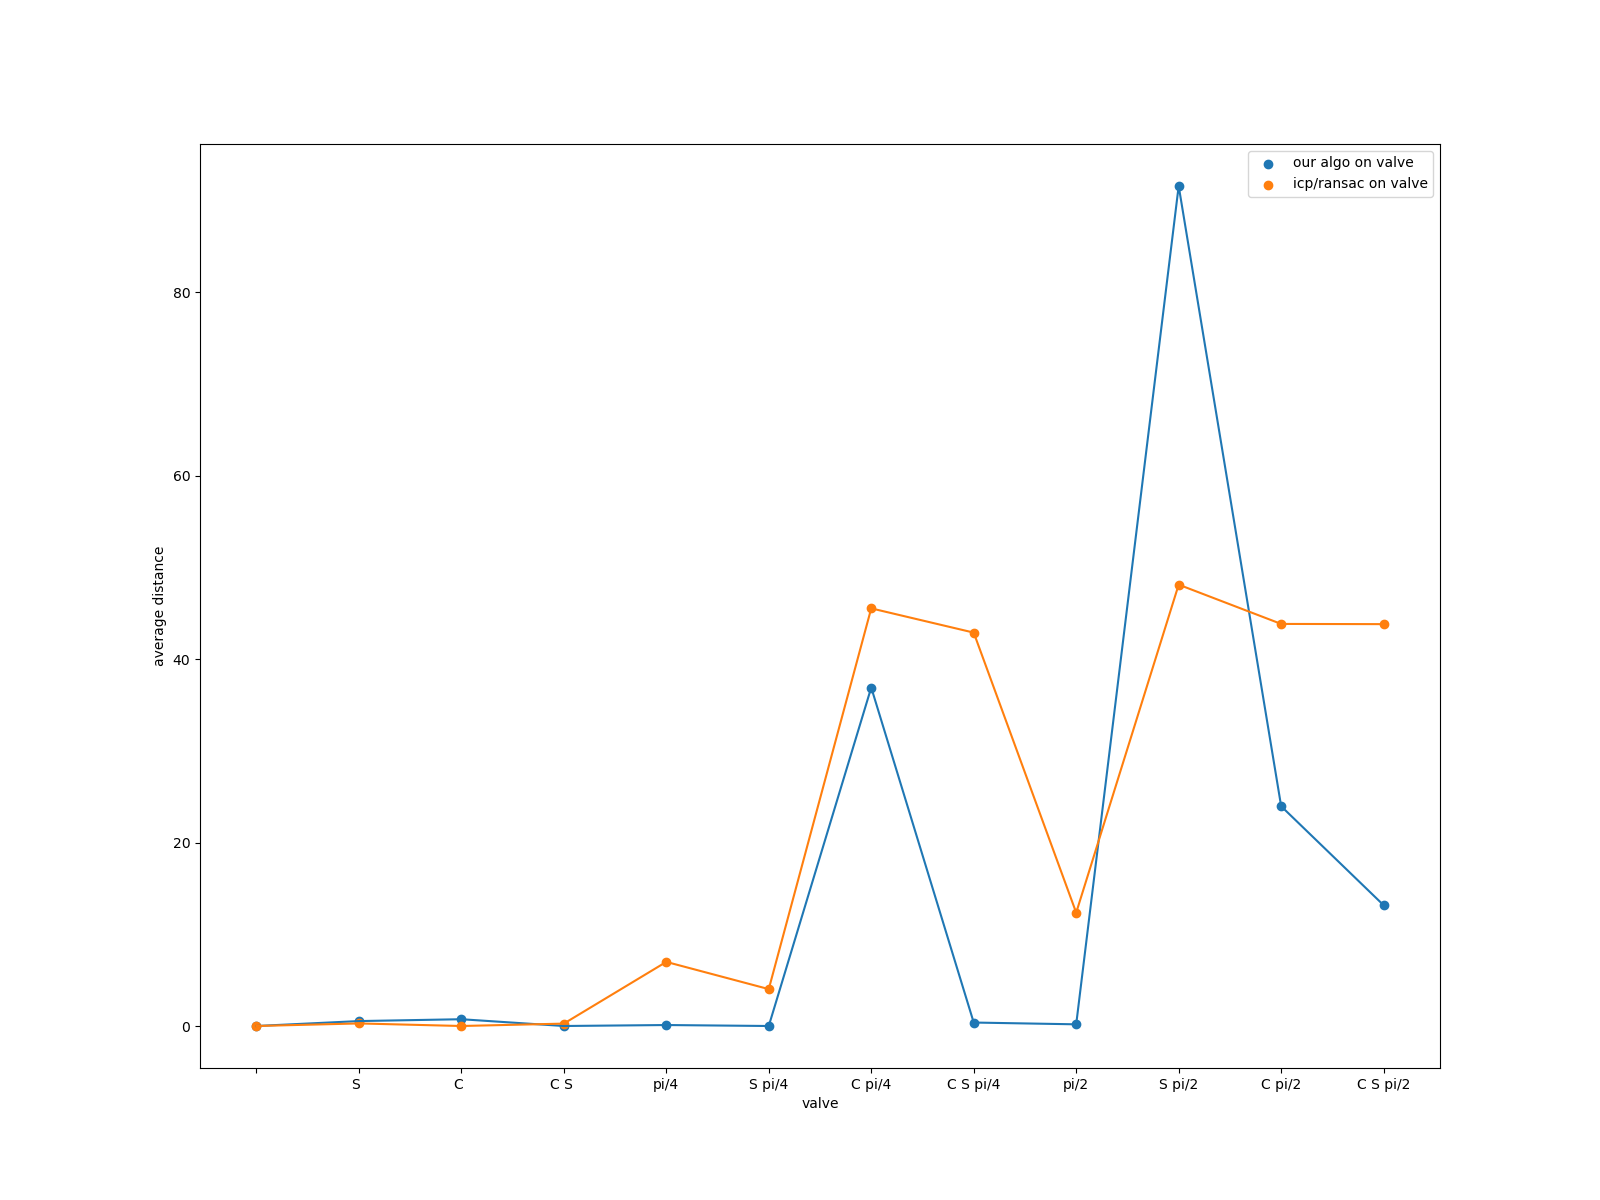 our algo on valve
icp/ransac on valve
80
60
40
20
0
average distance
S
C
C S
pi/4
S pi/4
C pi/4
C S pi/4
pi/2
S pi/2
C pi/2
C S pi/2
valve